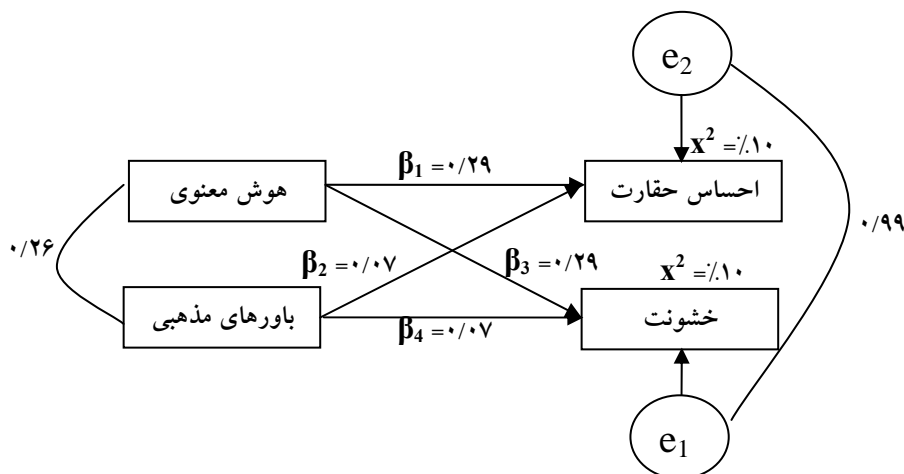 e2
x² =٪۱۰
β1 =۰/۲۹
هوش معنوی
احساس حقارت
۰/۹۹
۰/۲۶
β2 =۰/۰۷
β3 =۰/۲۹
x² =٪۱۰
باورهای مذهبی
خشونت
β4 =۰/۰۷
e1